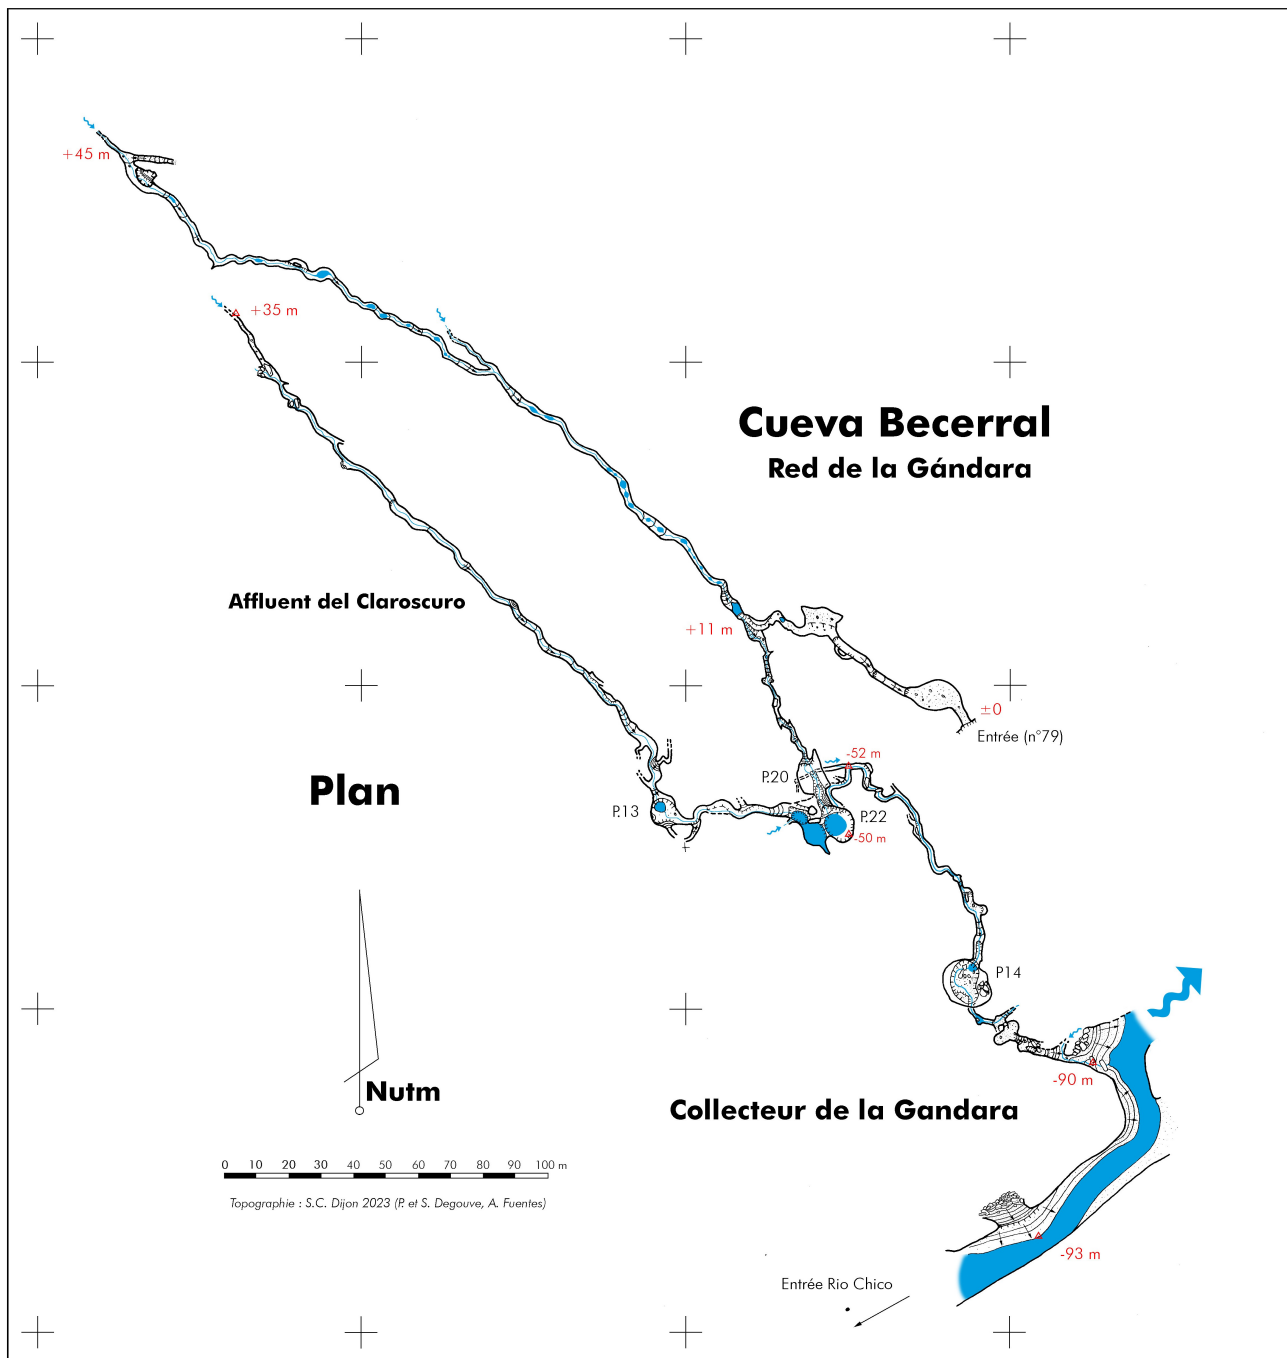 +45 m
+35 m
Cueva Becerral
Red de la Gándara
Affluent del Claroscuro
+11 m
±0
Entrée (n°79)
-52 m
P.20
Plan
P.13
P.22
-50 m
P14
-90 m
Nutm
Collecteur de la Gandara
0 10 20 30 40 50 60 70 80 90 100 m
Topographie : S.C. Dijon 2023 (P. et S. Degouve, A. Fuentes)
-93 m
Entrée Rio Chico